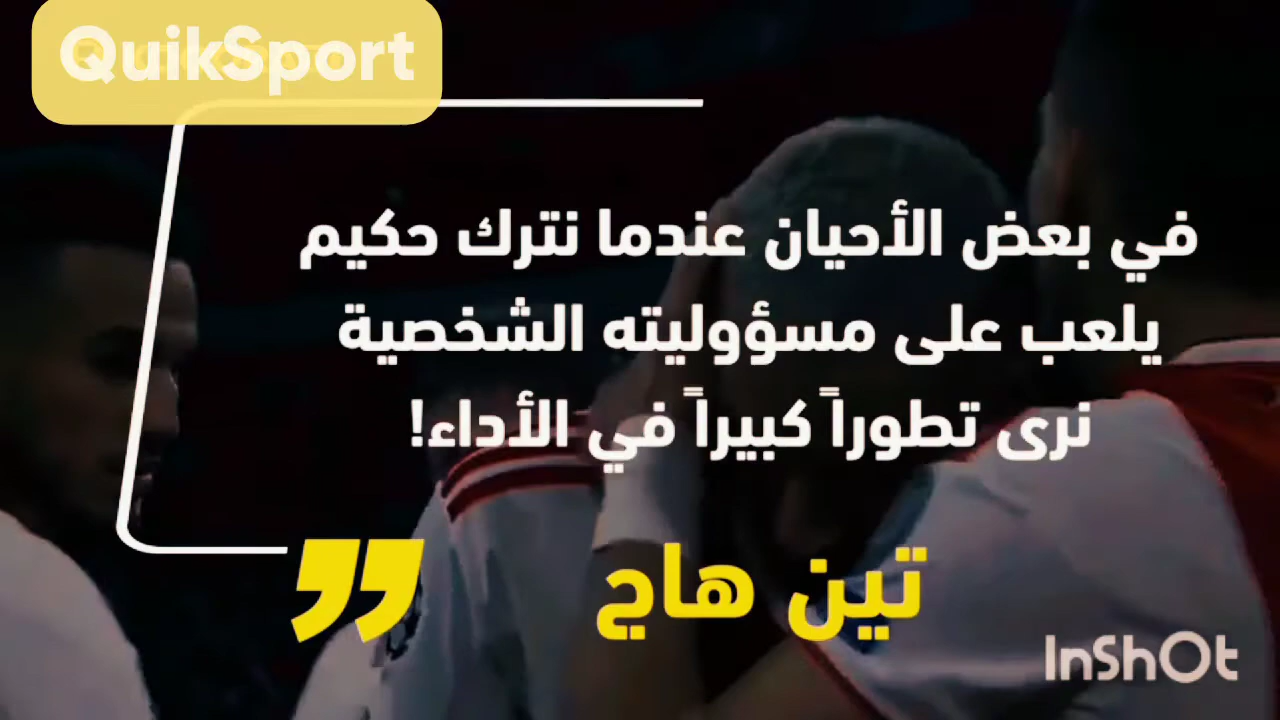 QuikSport
في بعض الأحيان عندما نترك حكيم
يلعب على مسؤوليته الشخصية
نرى تطوراً كبيراً في الأداء!
تين هاج
InShOt